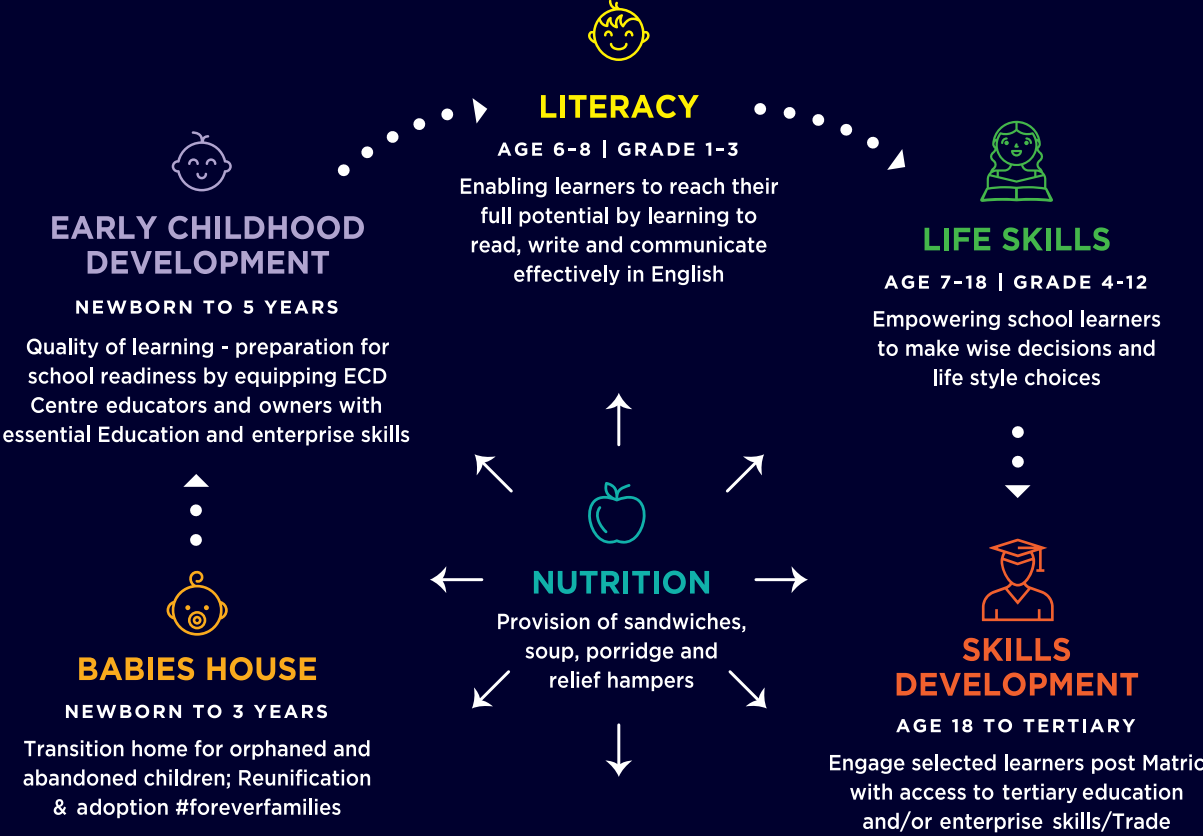 LITERACY
AGE 6-8 | GRADE 1-3
Enabling learners to reach their
full potential by learning to
read, write and communicate
effectively in English
EARLY CHILDHOOD
DEVELOPMENT
NEWBORN TO 5 YEARS
Quality of learning - preparation for
school readiness by equipping ECD
Centre educators and owners with
essential Education and enterprise skills
LIFE SKILLS
AGE 7-18 | GRADE 4-12
Empowering school learners
to make wise decisions and
life style choices
NUTRITION
Provision of sandwiches,
soup, porridge and
relief hampers
BABIES HOUSE
NEWBORN TO 3 YEARS
Transition home for orphaned and
abandoned children; Reunification
& adoption #foreverfamilies
SKILLS
DEVELOPMENT
AGE 18 TO TERTIARY
Engage selected learners post Matric
with access to tertiary education
and/or enterprise skills/Trade